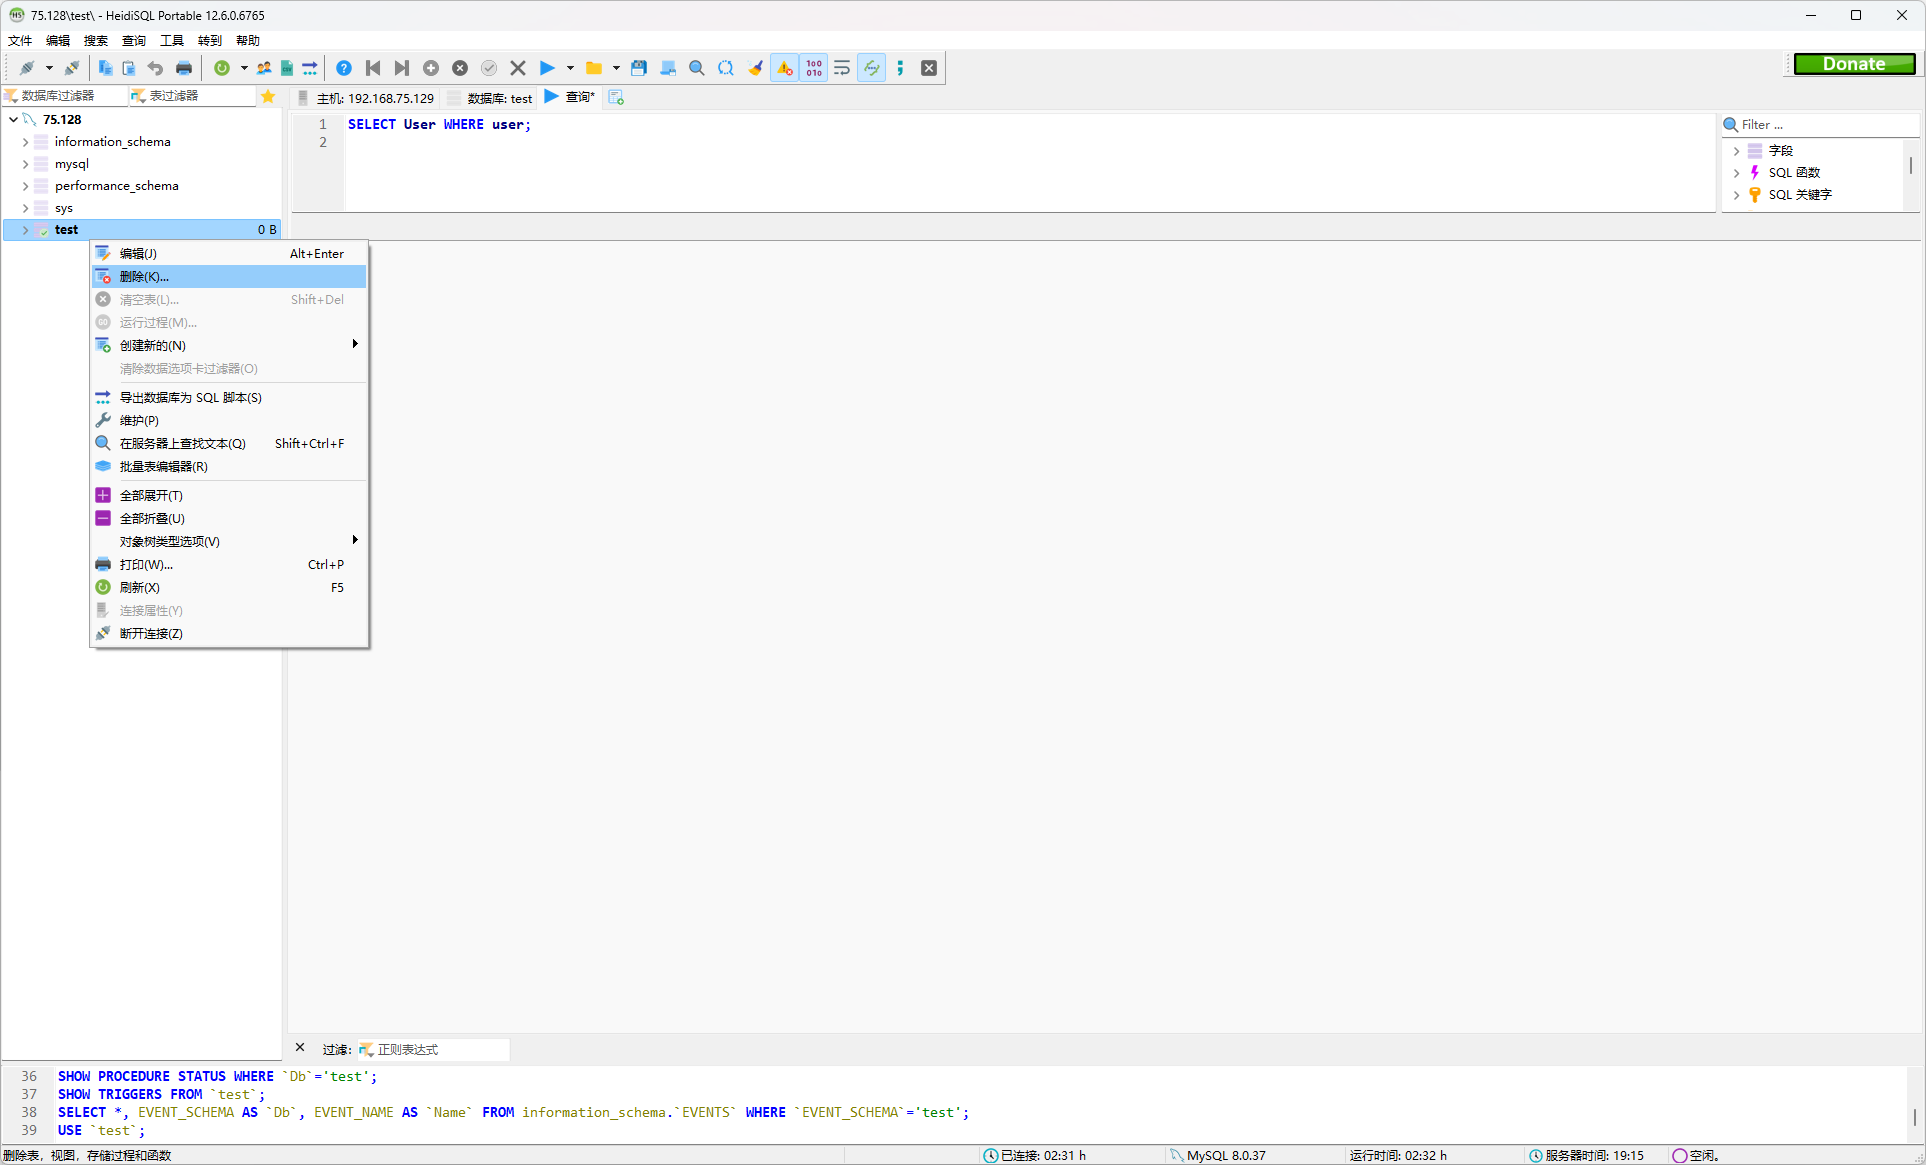 75.128\test\ - HeidiSQL Portable 12.6.0.6765
文件 编辑 搜索 查询 工具 转到 帮助
Donate
数据库过滤器 表过滤器
主机: 192.168.75.129 数据库: test 查询*
75.128
information_schema
mysql
performance_schema
sys
test 0 B
1 SELECT User WHERE user;
2
Filter ...
字段
SQL 函数
SQL 关键字
编辑(J) Alt+Enter
删除(K)...
清空表(L)... Shift+Del
运行过程(M)...
创建新的(N)
清除数据选项卡过滤器(O)
导出数据库为 SQL 脚本(S)
维护(P)
在服务器上查找文本(Q) Shift+Ctrl+F
批量表编辑器(R)
全部展开(T)
全部折叠(U)
对象树类型选项(V)
打印(W)... Ctrl+P
刷新(X) F5
连接属性(Y)
断开连接(Z)
过滤: 正则表达式
36 SHOW PROCEDURE STATUS WHERE `Db`='test';
37 SHOW TRIGGERS FROM `test`;
38 SELECT *, EVENT_SCHEMA AS `Db`, EVENT_NAME AS `Name` FROM information_schema.`EVENTS` WHERE `EVENT_SCHEMA`='test';
39 USE `test`;
删除表，视图，存储过程和函数 已连接: 02:31 h MySQL 8.0.37 运行时间: 02:32 h 服务器时间: 19:15 空闲。